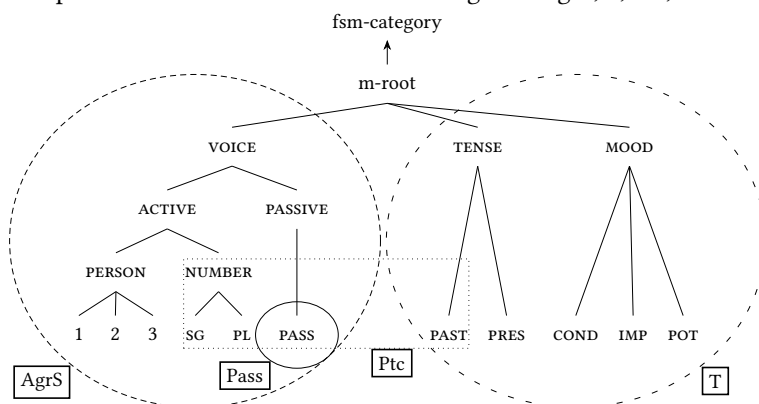 fsm-category
m-root
VOICE TENSE MOOD
ACTIVE PASSIVE
PERSON NUMBER
1 2 3 SG PL PASS PAST PRES COND IMP POT
AgrS Pass Ptc T